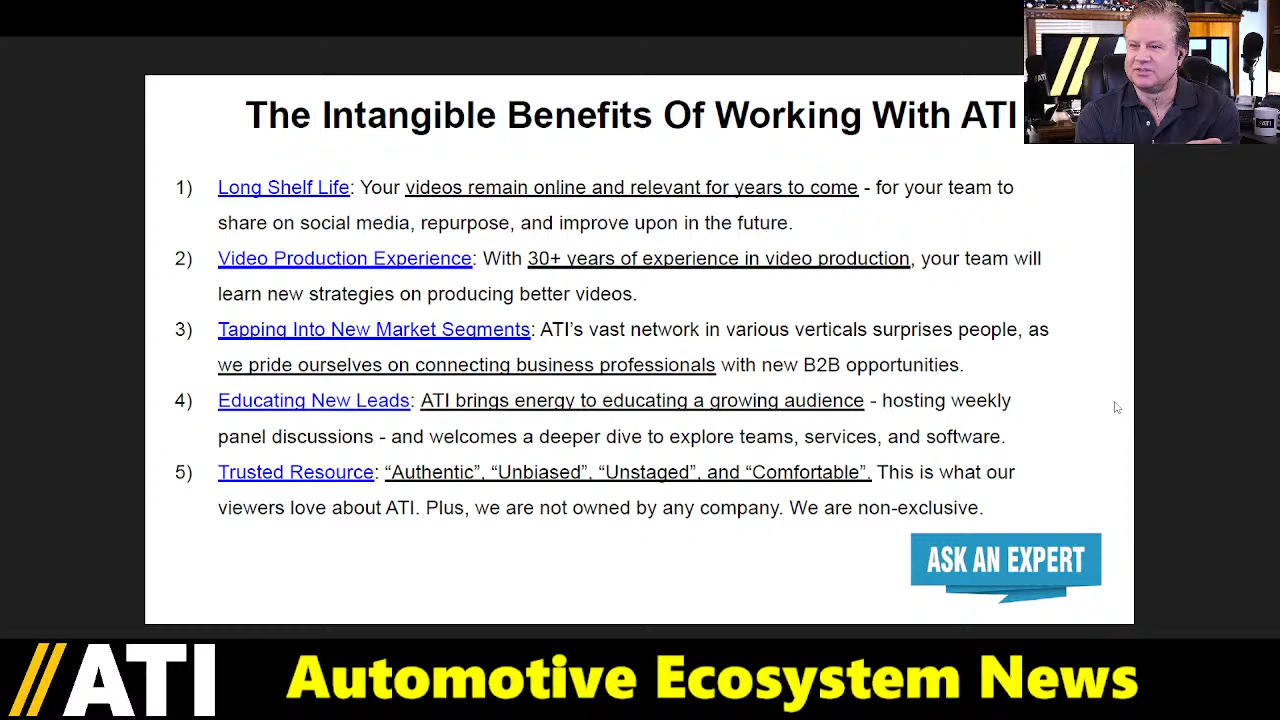 The Intangible Benefits Of Working With ATI
1) Long Shelf Life: Your videos remain online and relevant for years to come - for your team to
share on social media, repurpose, and improve upon in the future.
2) Video Production Experience: With 30+ years of experience in video production, your team will
learn new strategies on producing better videos.
3) Tapping Into New Market Segments: ATI’s vast network in various verticals surprises people, as
we pride ourselves on connecting business professionals with new B2B opportunities.
4) Educating New Leads: ATI brings energy to educating a growing audience - hosting weekly
panel discussions - and welcomes a deeper dive to explore teams, services, and software.
5) Trusted Resource: “Authentic”, “Unbiased”, “Unstaged”, and “Comfortable”. This is what our
viewers love about ATI. Plus, we are not owned by any company. We are non-exclusive.
ASK AN EXPERT
//ATI Automotive Ecosystem News